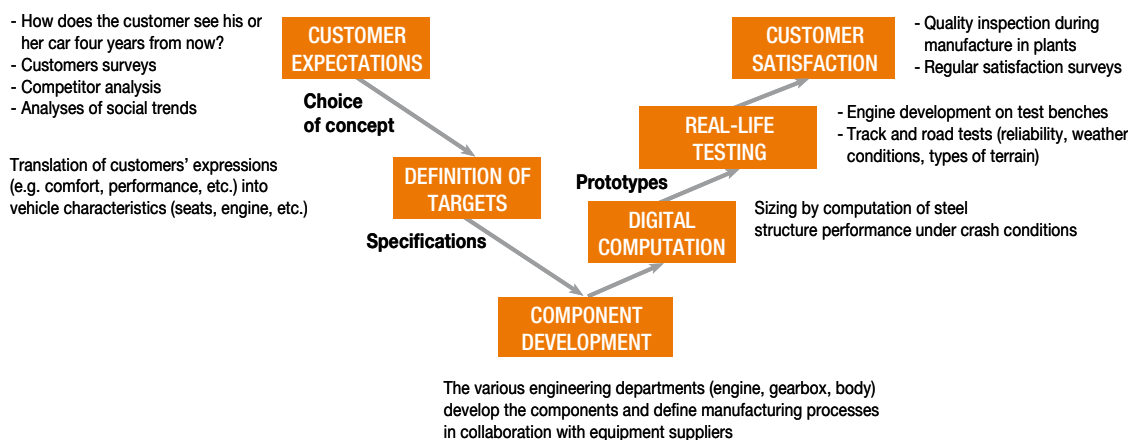 - How does the customer see his or
her car four years from now?
- Customers surveys
- Competitor analysis
- Analyses of social trends
CUSTOMER
EXPECTATIONS
CUSTOMER
SATISFACTION
- Quality inspection during
manufacture in plants
- Regular satisfaction surveys
Choice
of concept
REAL-LIFE
TESTING
- Engine development on test benches
- Track and road tests (reliability, weather
conditions, types of terrain)
Translation of customers’ expressions
(e.g. comfort, performance, etc.) into
vehicle characteristics (seats, engine, etc.)
DEFINITION OF
TARGETS
Prototypes
Specifications
DIGITAL
COMPUTATION
Sizing by computation of steel
structure performance under crash conditions
COMPONENT
DEVELOPMENT
The various engineering departments (engine, gearbox, body)
develop the components and define manufacturing processes
in collaboration with equipment suppliers